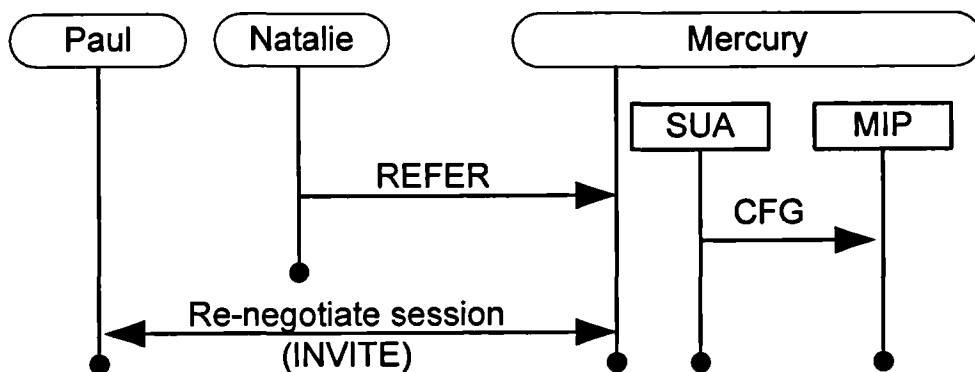 Paul
Natalie
Mercury
SUA
MIP
REFER
CFG
Re-negotiate session
(INVITE)